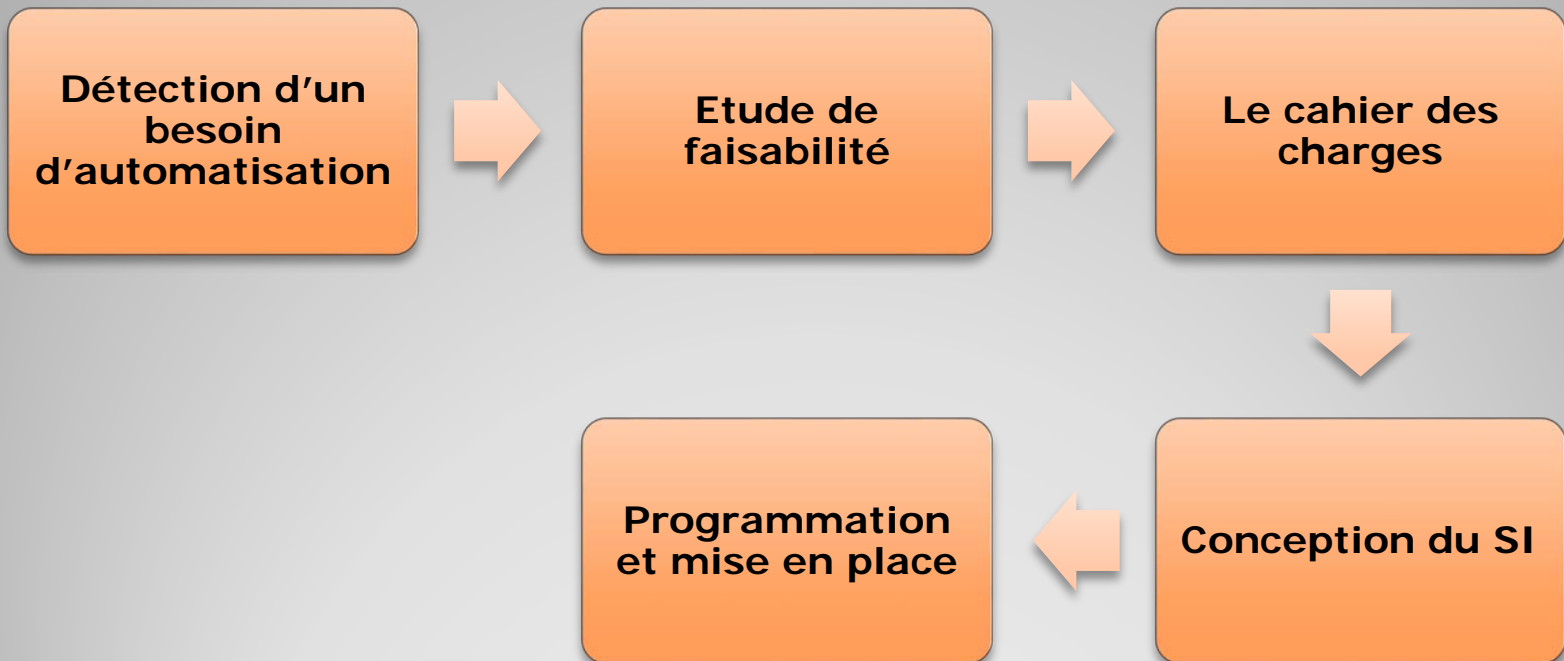 Détection d’un
besoin
d’automatisation
Etude de
faisabilité
Le cahier des
charges
Conception du SI
Programmation
et mise en place